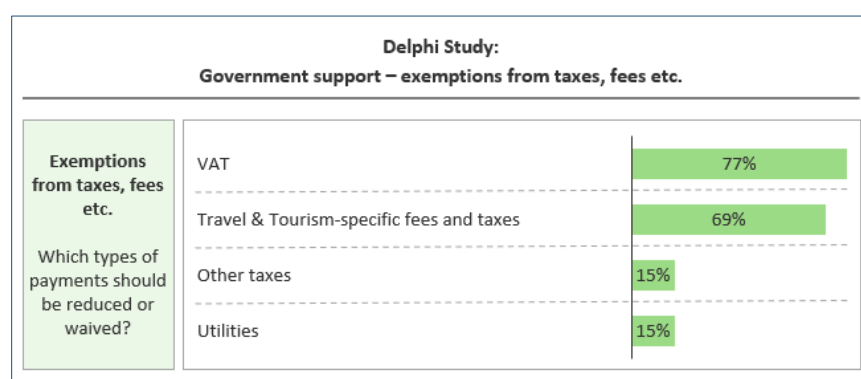 Delphi Study:
Government support – exemptions from taxes, fees etc.
Exemptions
from taxes, fees
etc.
Which types of
payments should
be reduced or
waived?
VAT
77%
Travel & Tourism-specific fees and taxes
69%
Other taxes
15%
Utilities
15%